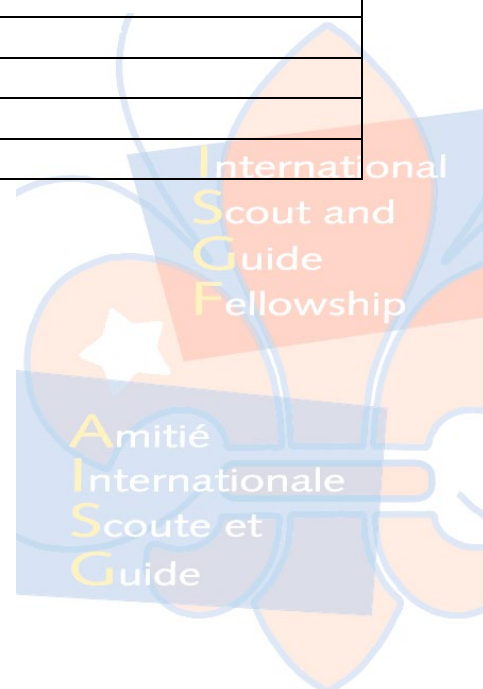 International
Scout and
Guide
Fellowship
Amitié
Internationale
Scoute et
Guide